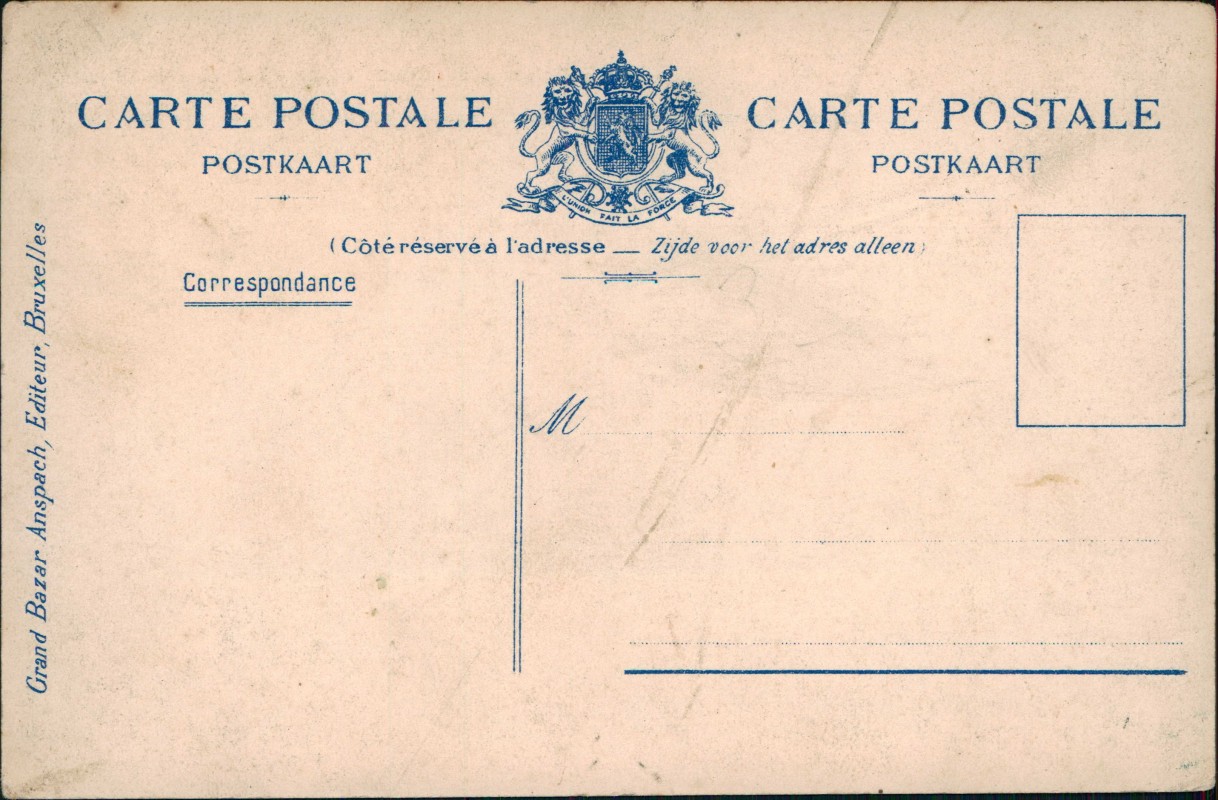 CARTE POSTALE
POSTKAART
L'UNION FAIT LA FORCE
CARTE POSTALE
POSTKAART
(Côté réservé à l'adresse — Zijde voor het adres alleen)
Correspondance
M
Grand Bazar Anspach, Editeur, Bruxelles